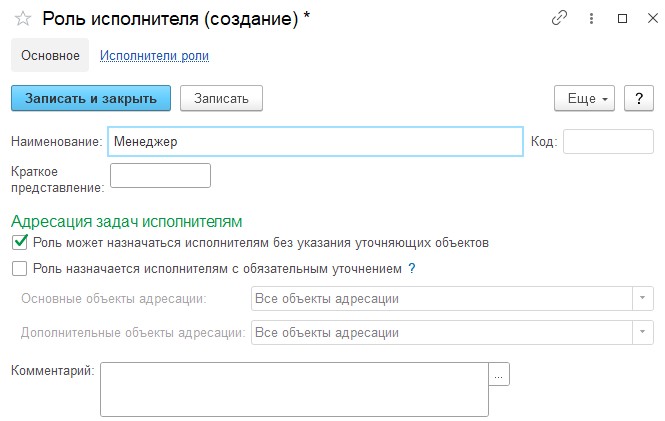 Роль исполнителя (создание) *
Основное Исполнители роли
Записать и закрыть Записать Еще ?
Наименование: Менеджер Код:
Краткое
представление:
Адресация задач исполнителям
Роль может назначаться исполнителям без указания уточняющих объектов
Роль назначается исполнителям с обязательным уточнением ?
Основные объекты адресации: Все объекты адресации
Дополнительные объекты адресации: Все объекты адресации
Комментарий: ...